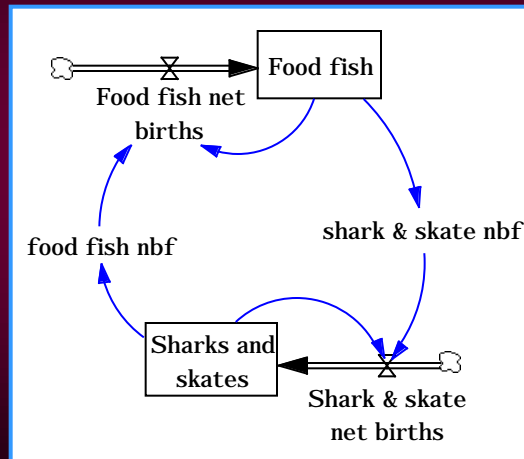 Food fish
Food fish net
births
shark & skate nbf
food fish nbf
Sharks and
skates
Shark & skate
net births